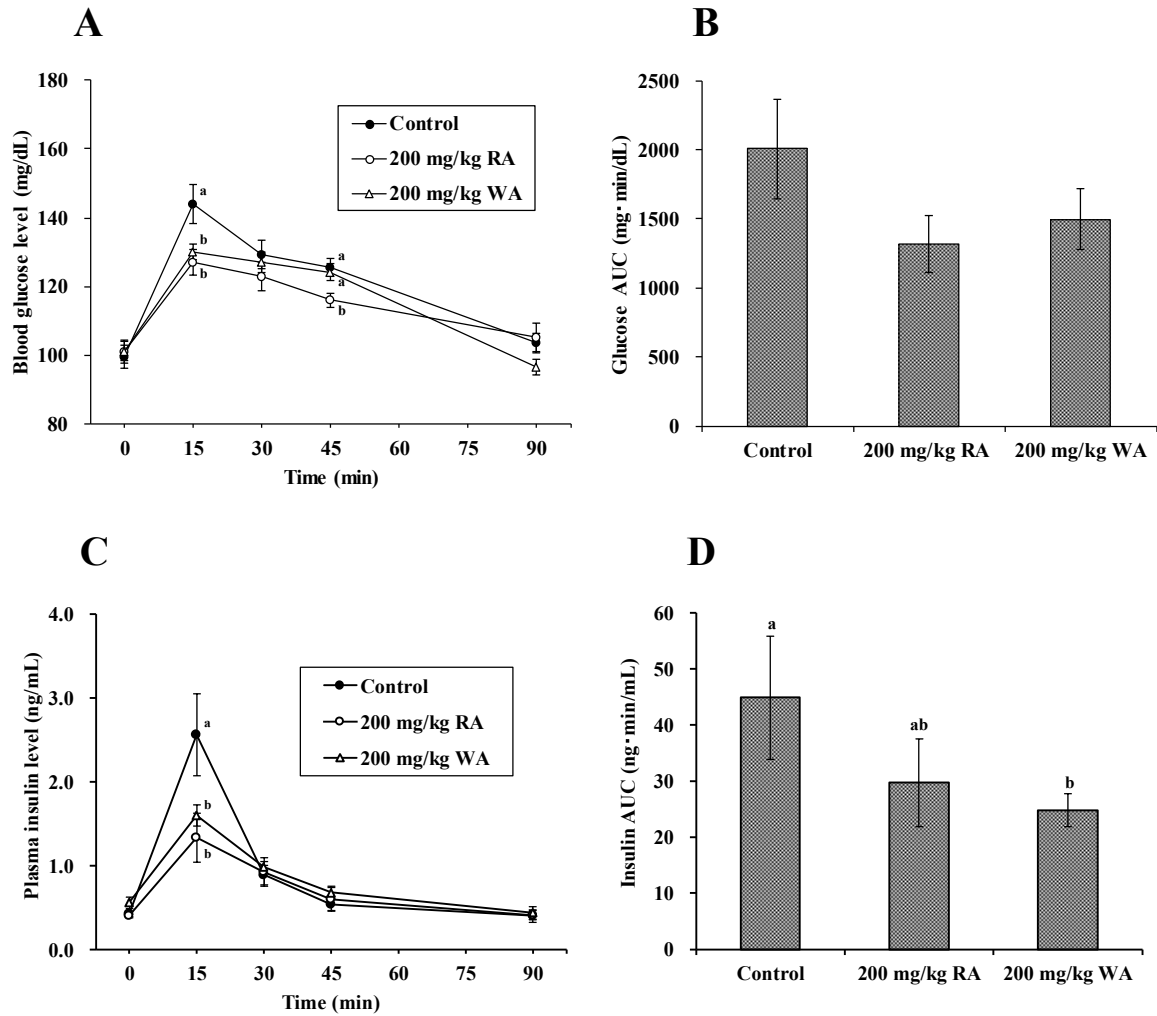 A
Blood glucose level (mg/dL)
180
160
140
120
100
80
Control
200 mg/kg RA
200 mg/kg WA
a
b
b
a
a
b
0 15 30 45 60 75 90
Time (min)
B
Glucose AUC (mg·min/dL)
2500
2000
1500
1000
500
0
Control 200 mg/kg RA 200 mg/kg WA
C
Plasma insulin level (ng/mL)
4.0
3.0
2.0
1.0
0.0
Control
200 mg/kg RA
200 mg/kg WA
a
b
b
0 15 30 45 60 75 90
Time (min)
D
Insulin AUC (ng·min/mL)
60
50
40
30
20
10
0
a
ab
b
Control 200 mg/kg RA 200 mg/kg WA